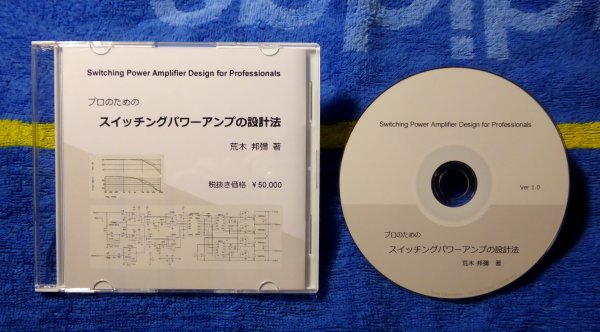 adidas
Switching Power Amplifier Design for Professionals
プロのための
スイッチングパワーアンプの設計法
荒木 邦彌 著
税抜き価格 ￥50,000
Switching Power Amplifier Design for Professionals
Ver 1.0
プロのための
スイッチングパワーアンプの設計法
荒木 邦彌 著